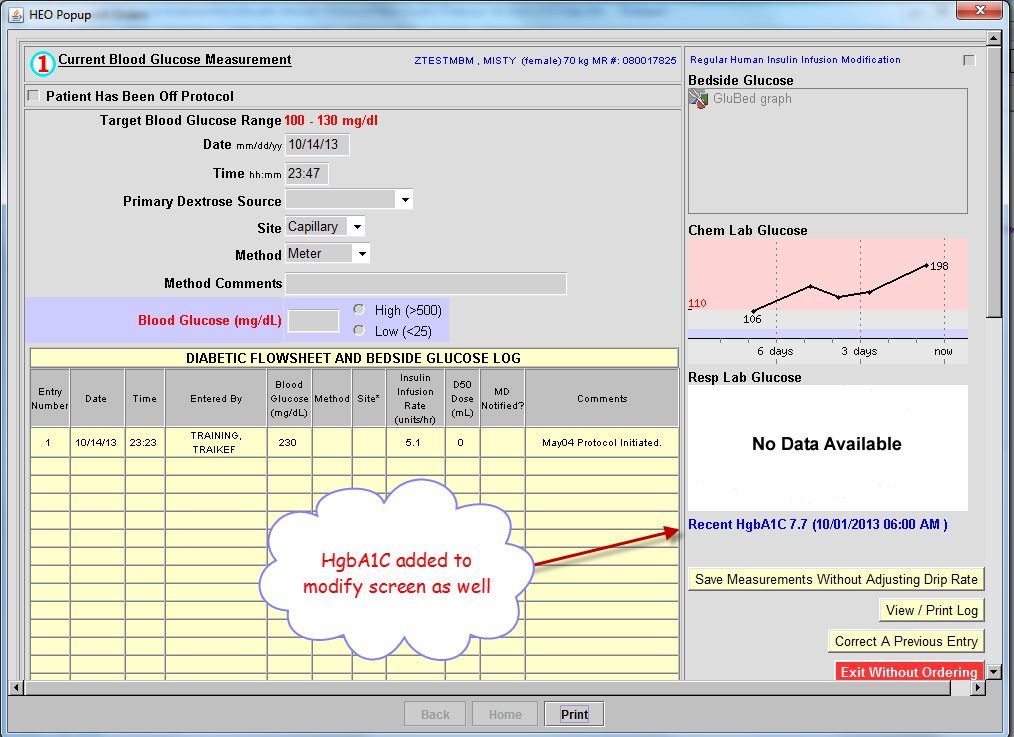 HEO Popup
1 Current Blood Glucose Measurement
ZTESTMBM , MISTY (female) 70 kg MR #: 080017825
Patient Has Been Off Protocol
Target Blood Glucose Range 100 - 130 mg/dl
Date mm/dd/yy 10/14/13
Time hh:mm 23:47
Primary Dextrose Source
Site Capillary
Method Meter
Method Comments
Blood Glucose (mg/dL)
High (>500)
Low (<25)
DIABETIC FLOWSHEET AND BEDSIDE GLUCOSE LOG
Entry Number Date Time Entered By Blood Glucose (mg/dL) Method Site* Insulin Infusion Rate (units/hr) D50 Dose (mL) MD Notified? Comments
1 10/14/13 23:23 TRAINING, TRAIKEF 230 5.1 0 May04 Protocol Initiated.
HgbA1C added to
modify screen as well
Regular Human Insulin Infusion Modification
Bedside Glucose
GluBed graph
Chem Lab Glucose
198
110
106
6 days 3 days now
Resp Lab Glucose
No Data Available
Recent HgbA1C 7.7 (10/01/2013 06:00 AM )
Save Measurements Without Adjusting Drip Rate
View / Print Log
Correct A Previous Entry
Exit Without Ordering
Back Home Print